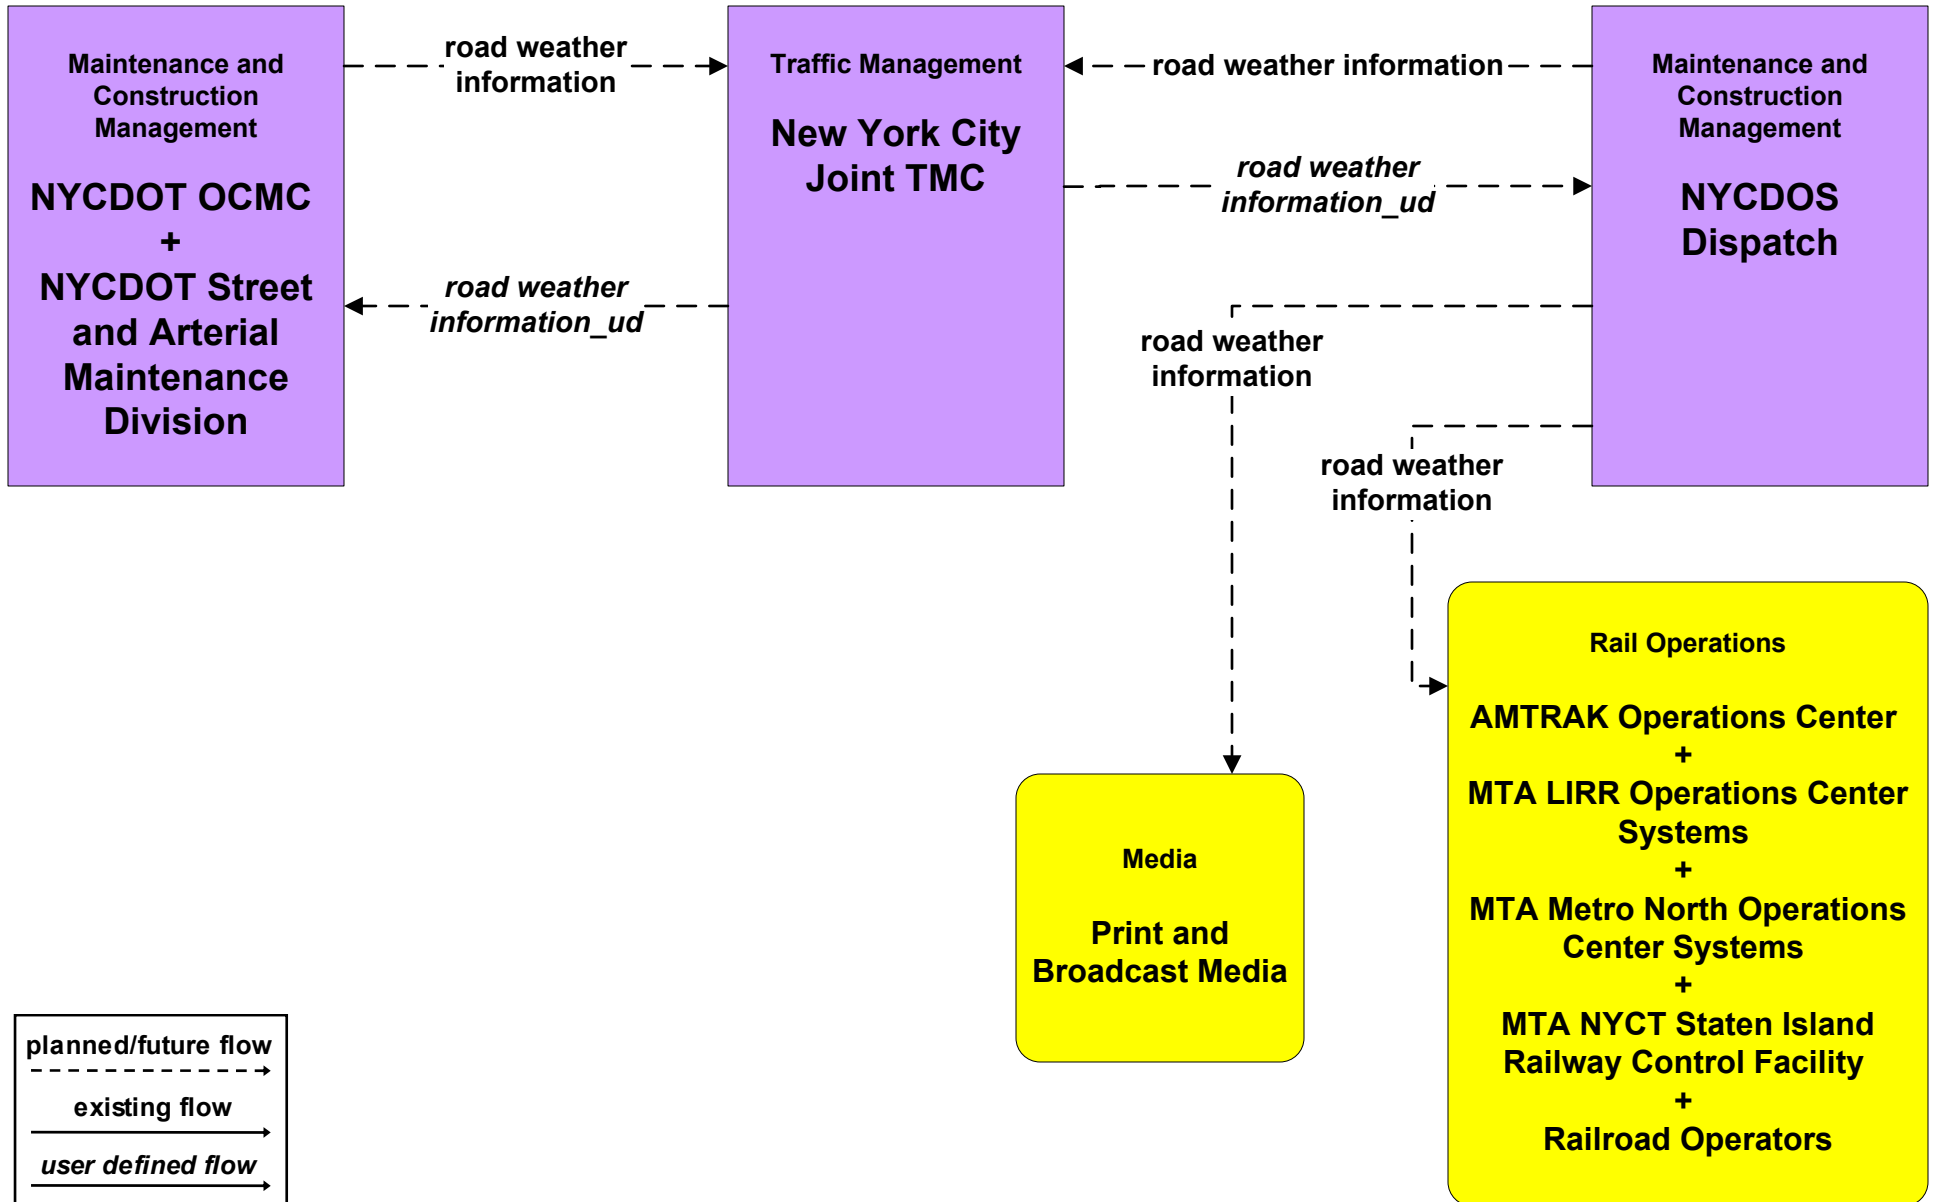 Maintenance and
Construction
Management
NYCDOT OCMC
+
NYCDOT Street
and Arterial
Maintenance
Division
road weather
information
road weather
information_ud
Traffic Management
New York City
Joint TMC
road weather information
road weather
information_ud
Maintenance and
Construction
Management
NYCDOS
Dispatch
road weather
information
road weather
information
Media
Print and
Broadcast Media
Rail Operations
AMTRAK Operations Center
+
MTA LIRR Operations Center
Systems
+
MTA Metro North Operations
Center Systems
+
MTA NYCT Staten Island
Railway Control Facility
+
Railroad Operators
planned/future flow
existing flow
user defined flow